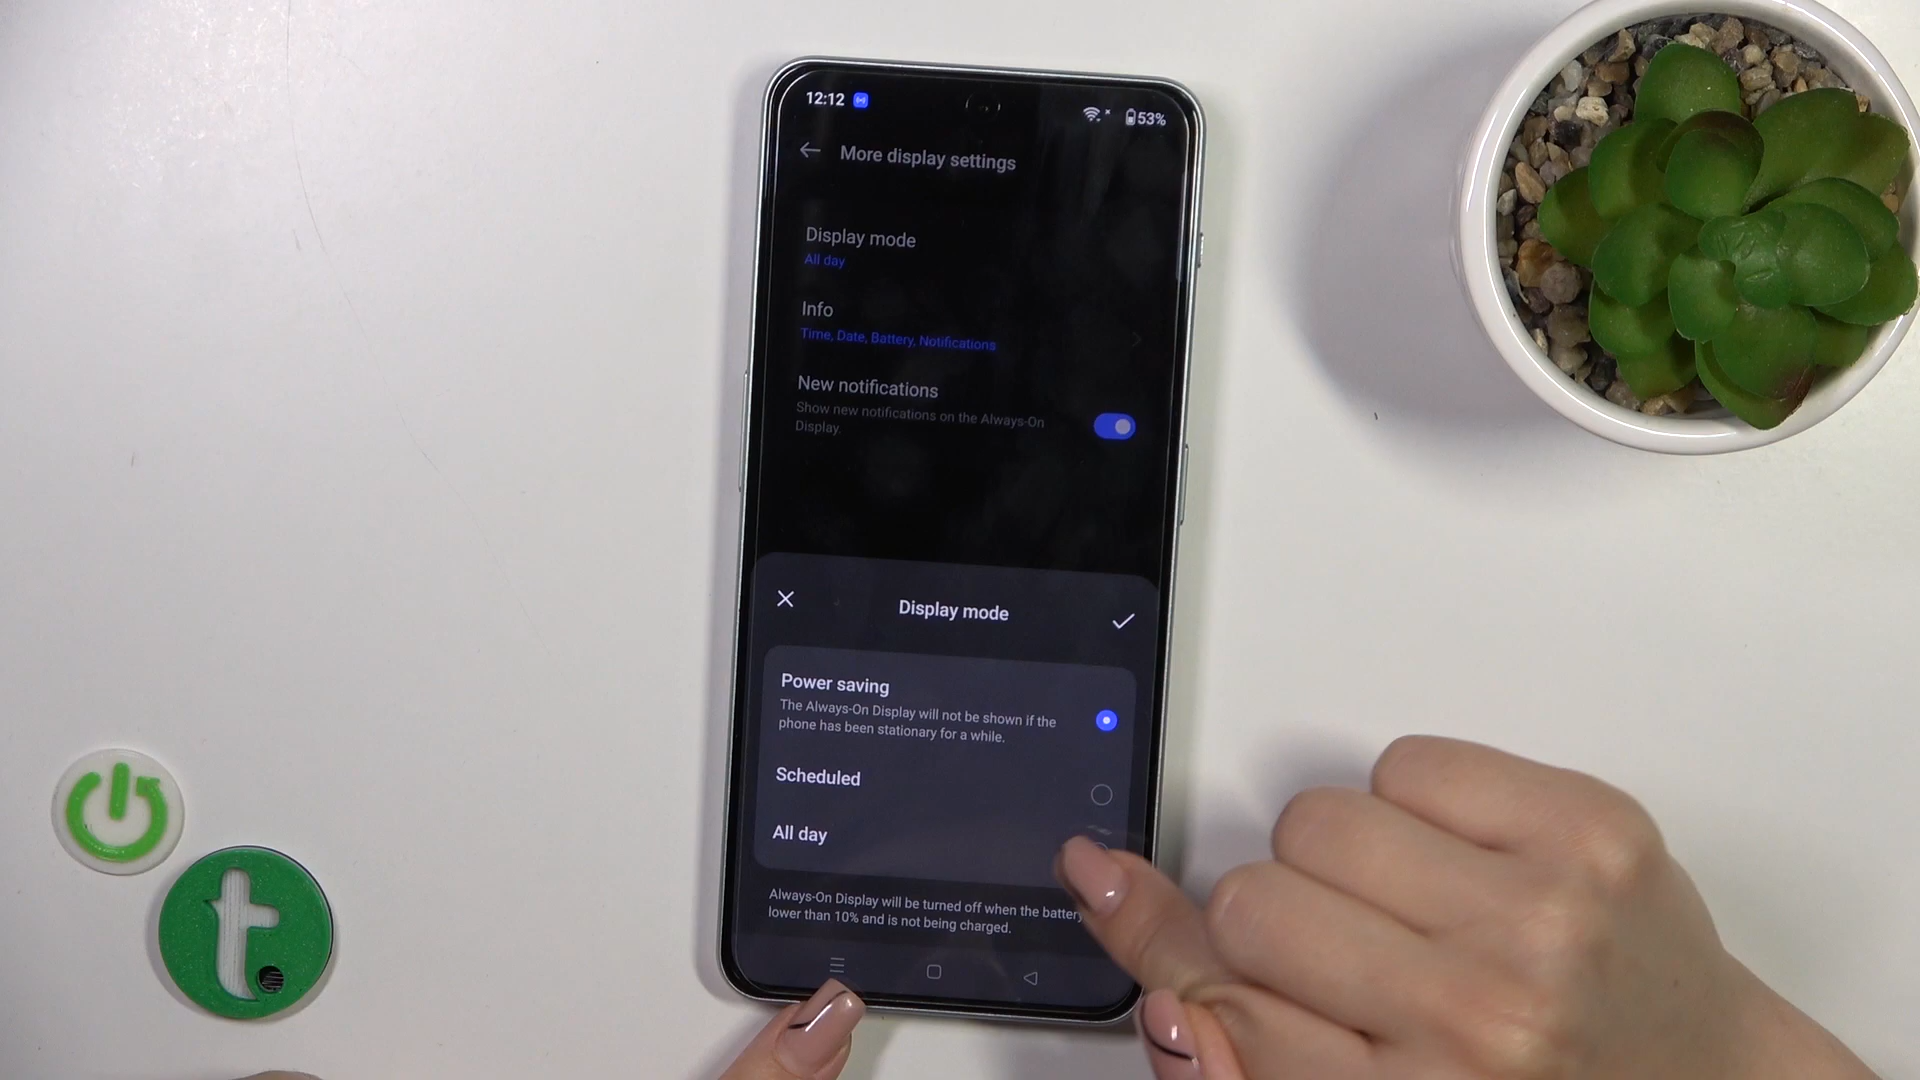 12:12
53%
More display settings
Display mode
All day
Info
Time, Date, Battery, Notifications
New notifications
Show new notifications on the Always-On
Display.
Display mode
Power saving
The Always-On Display will not be shown if the
phone has been stationary for a while.
Scheduled
All day
Always-On Display will be turned off when the battery
lower than 10% and is not being charged.
t.